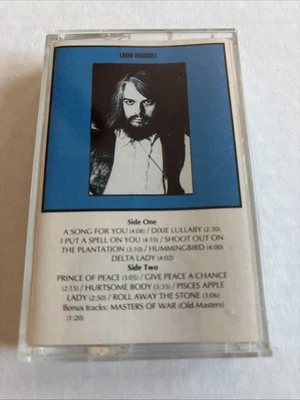 LEON RUSSELL
Side One
A SONG FOR YOU (4:08) / DIXIE LULLABY (2:30)
I PUT A SPELL ON YOU (4:10) / SHOOT OUT ON
THE PLANTATION (3:10) / HUMMINGBIRD (4:00)
DELTA LADY (4:02)
Side Two
PRINCE OF PEACE (3:05) / GIVE PEACE A CHANCE
(2:15) / HURTSOME BODY (3:35) / PISCES APPLE
LADY (2:50) / ROLL AWAY THE STONE (3:06)
Bonus tracks: MASTERS OF WAR (Old Masters)
(1:20)